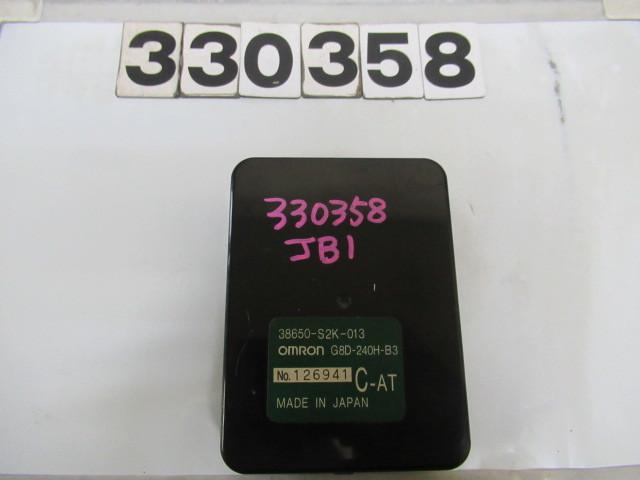 330358
330358
JB1
38650-S2K-013
OMRON G8D-240H-B3
No. 126941 C-AT
MADE IN JAPAN